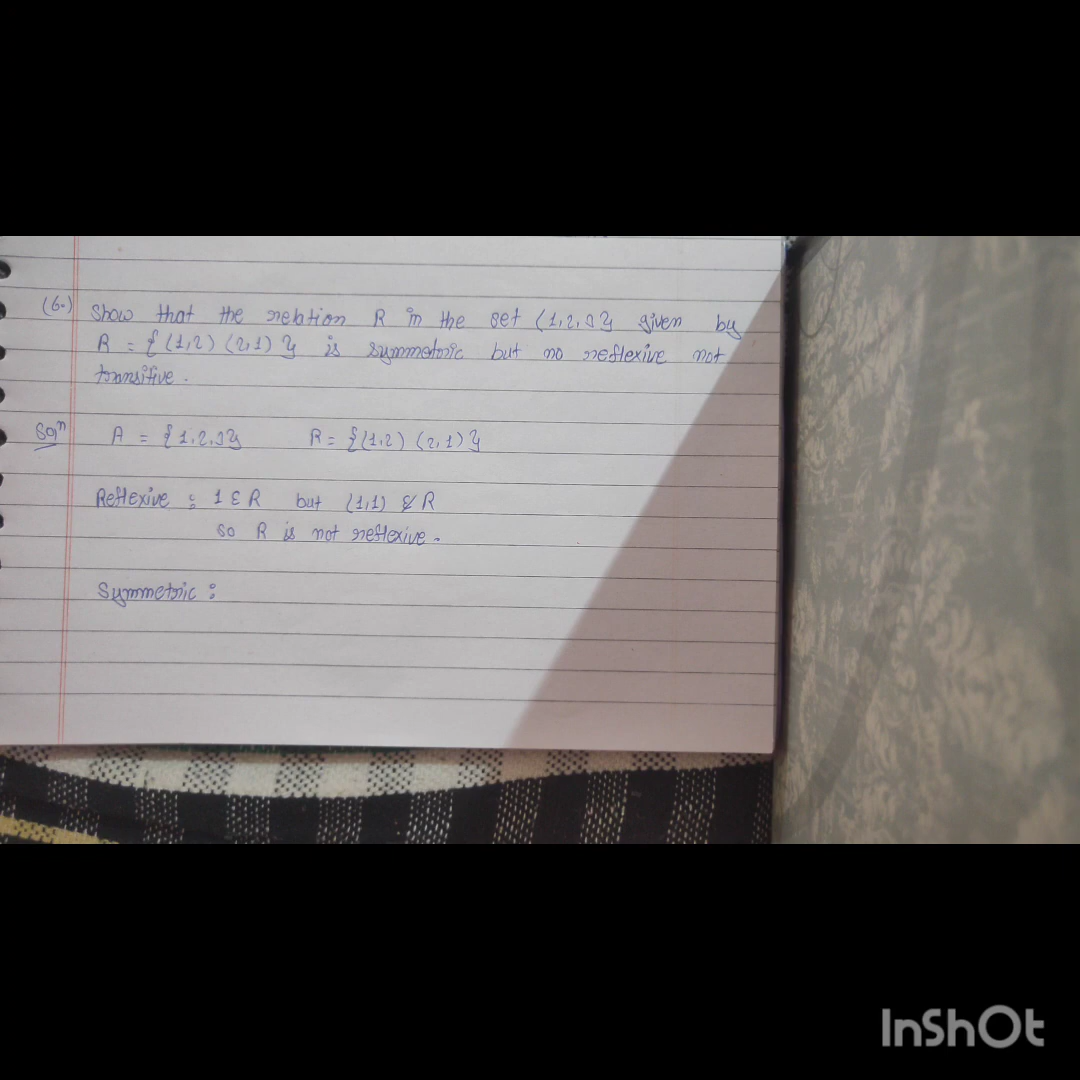 (6.) Show that the relation R in the set (1,2,3} given by
R = {(1,2) (2,1)} is symmetric but no reflexive not
transitive.
Solⁿ A = {1,2,3} R = {(1,2) (2,1)}
Reflexive : 1 ∈ R but (1,1) ∉ R
so R is not reflexive.
Symmetric :
InShOt